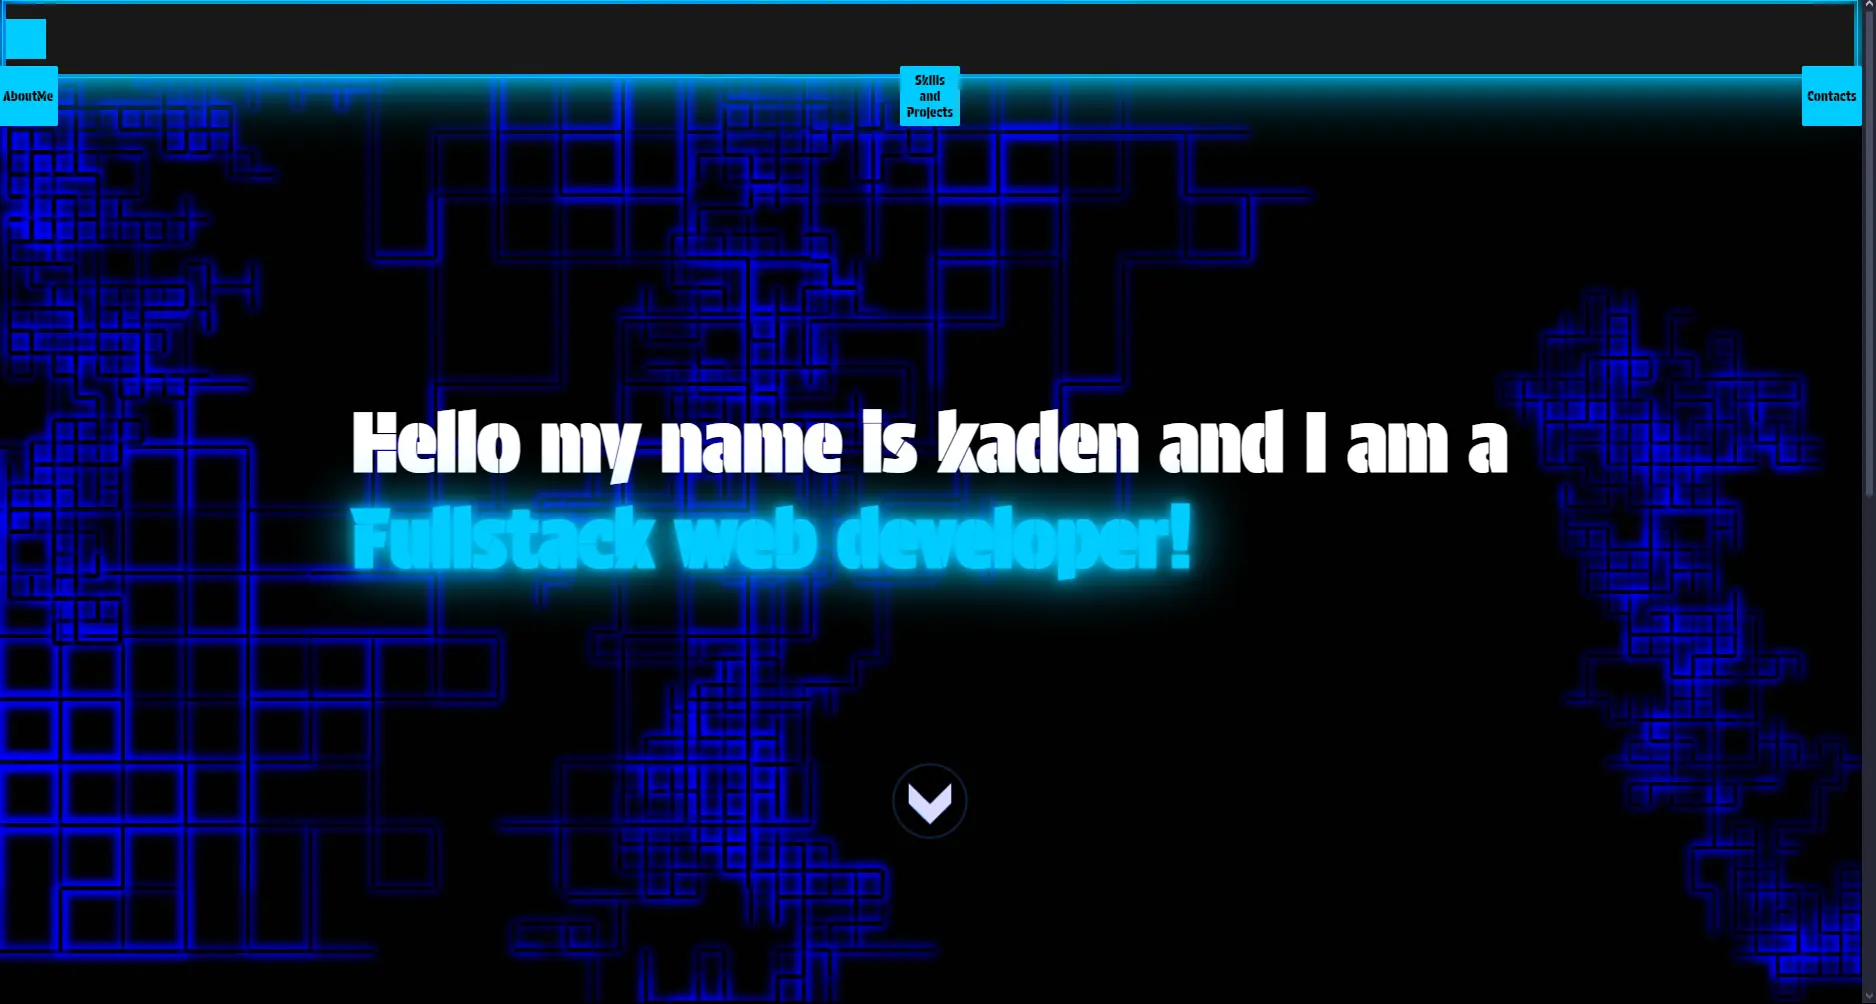 AboutMe
Skills
and
Projects
Contacts
Hello my name is kaden and I am a
Fullstack web developer!